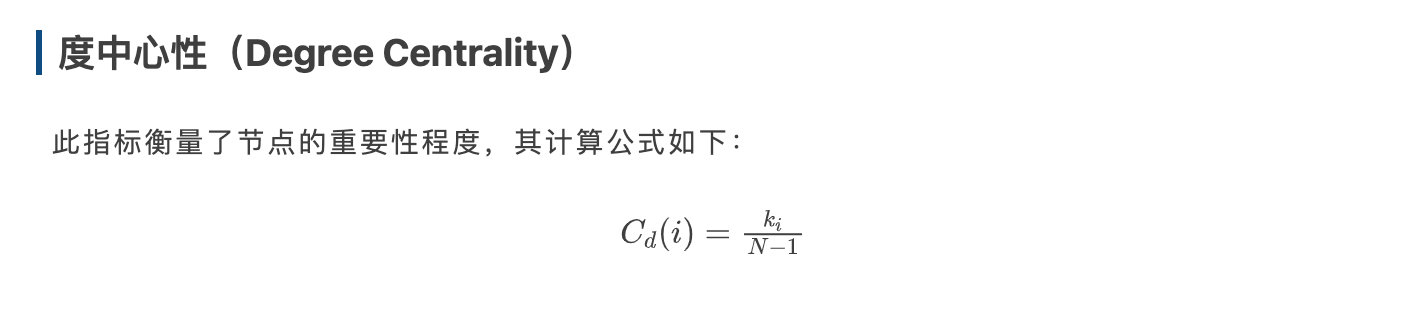 度中心性（Degree Centrality）
此指标衡量了节点的重要性程度，其计算公式如下：
$C_d(i) = \frac{k_i}{N-1}$